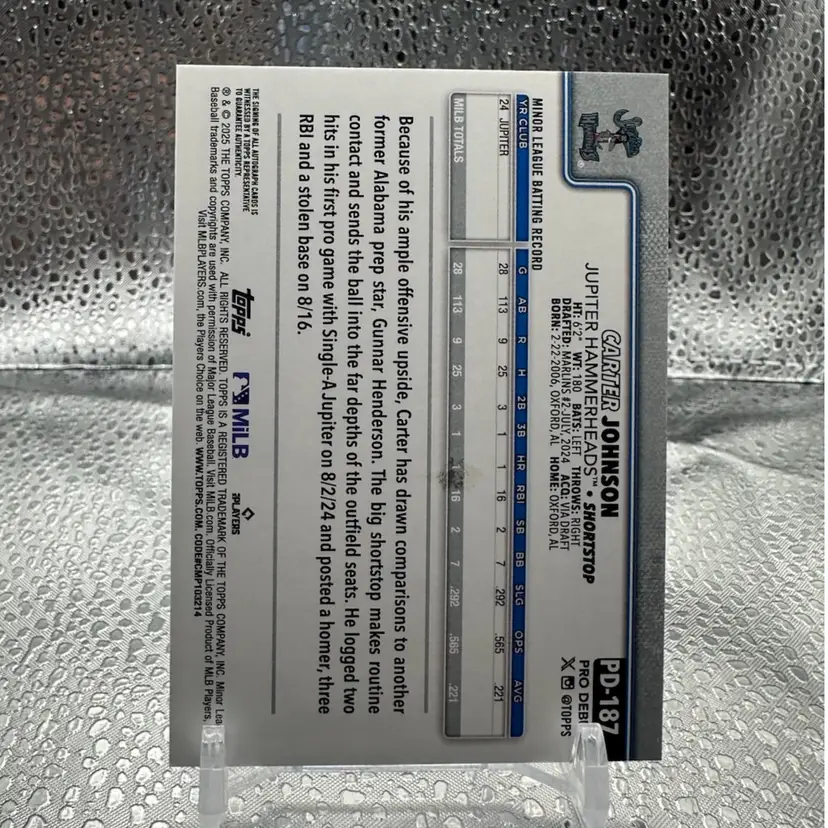 PD-187
PRO DEBU
@TOPPS
CARTER JOHNSON
JUPITER HAMMERHEADS™ • SHORTSTOP
HT: 6'2" WT: 180 BATS: LEFT THROWS: RIGHT
DRAFTED: MARLINS #2, JULY, 2024 ACQ: VIA DRAFT
BORN: 2-22-2006, OXFORD, AL HOME: OXFORD, AL
MINOR LEAGUE BATTING RECORD
YR CLUB G AB R H 2B 3B HR RBI SB BB SLG OPS AVG
24 JUPITER 28 113 9 25 3 1 1 16 2 7 .292 .565 .221
MiLB TOTALS 28 113 9 25 3 1 1 16 2 7 .292 .565 .221
Because of his ample offensive upside, Carter has drawn comparisons to another
former Alabama prep star, Gunnar Henderson. The big shortstop makes routine
contact and sends the ball into the far depths of the outfield seats. He logged two
hits in his first pro game with Single-A Jupiter on 8/2/24 and posted a homer, three
RBI and a stolen base on 8/16.
THE SIGNING OF ALL AUTOGRAPH CARDS IS
WITNESSED BY A TOPPS REPRESENTATIVE
TO GUARANTEE AUTHENTICITY.
topps
MiLB
PLAYERS
® & © 2025 THE TOPPS COMPANY, INC. ALL RIGHTS RESERVED. TOPPS IS A REGISTERED TRADEMARK OF THE TOPPS COMPANY, INC. Minor Lea
Baseball trademarks and copyrights are used with permission of Major League Baseball. Visit MiLB.com. Officially Licensed Product of MLB Players,
Visit MLBPLAYERS.com, the Players Choice on the web. WWW.TOPPS.COM. CODE#CMP103214